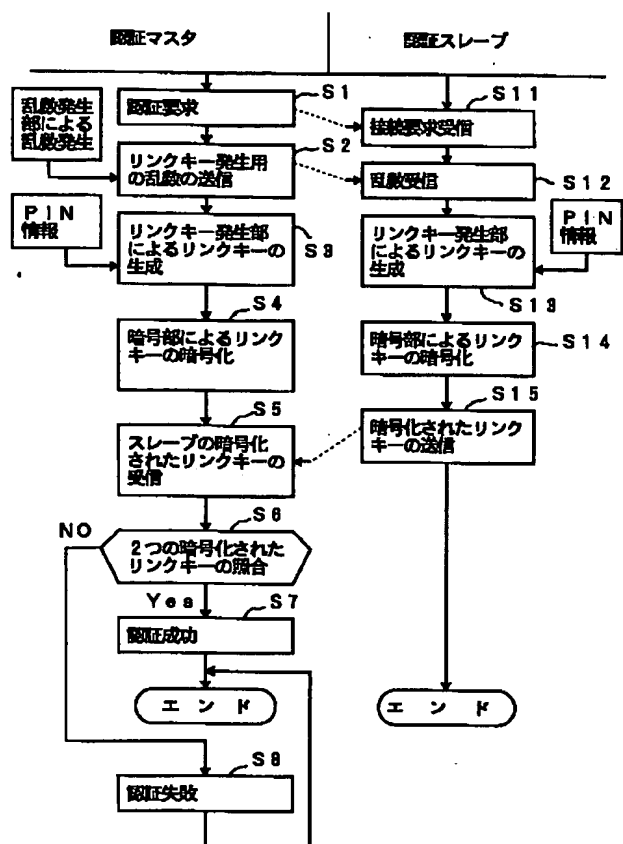 認証マスタ
認証スレーブ
乱数発生
部による
乱数発生
S1
認証要求
S11
接続要求受信
S2
リンクキー発生用
の乱数の送信
乱数受信
S12
PIN
情報
リンクキー発生部
によるリンクキーの
生成
S3
リンクキー発生部
によるリンクキーの
生成
PIN
情報
S13
S4
暗号部によるリンク
キーの暗号化
暗号部によるリンク
キーの暗号化
S14
S5
スレーブの暗号化
されたリンクキーの
受信
S15
暗号化されたリンク
キーの送信
S6
NO
2つの暗号化された
リンクキーの照合
Yes
S7
認証成功
エンド
エンド
S8
認証失敗